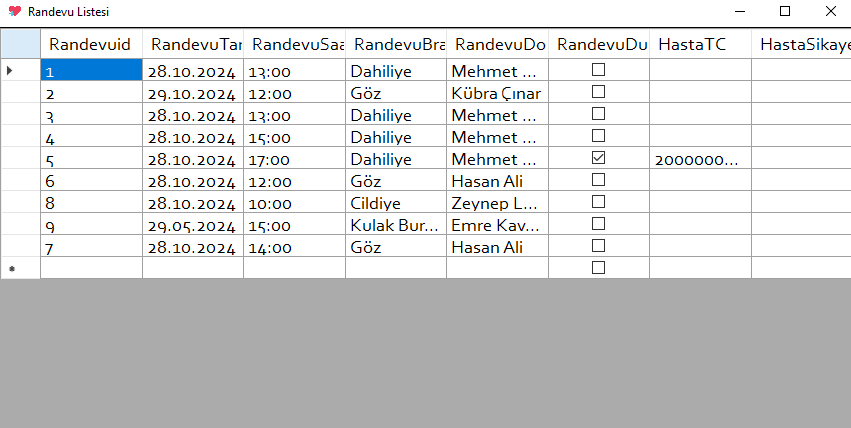 Randevu Listesi
Randevuid RandevuTar RandevuSaa RandevuBra RandevuDo RandevuDu HastaTC HastaSikaye
1 28.10.2024 13:00 Dahiliye Mehmet ...
2 29.10.2024 12:00 Göz Kübra Çınar
3 28.10.2024 13:00 Dahiliye Mehmet ...
4 28.10.2024 15:00 Dahiliye Mehmet ...
5 28.10.2024 17:00 Dahiliye Mehmet ... 2000000...
6 28.10.2024 12:00 Göz Hasan Ali
8 28.10.2024 10:00 Cildiye Zeynep L...
9 29.05.2024 15:00 Kulak Bur... Emre Kav...
7 28.10.2024 14:00 Göz Hasan Ali